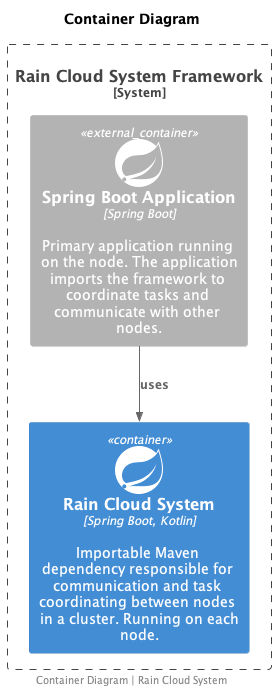 Container Diagram
Rain Cloud System Framework
[System]
«external_container»
Spring Boot Application
[Spring Boot]
Primary application running
on the node. The application
imports the framework to
coordinate tasks and
communicate with other
nodes.
uses
«container»
Rain Cloud System
[Spring Boot, Kotlin]
Importable Maven
dependency responsible for
communication and task
coordinating between nodes
in a cluster. Running on each
node.
Container Diagram | Rain Cloud System